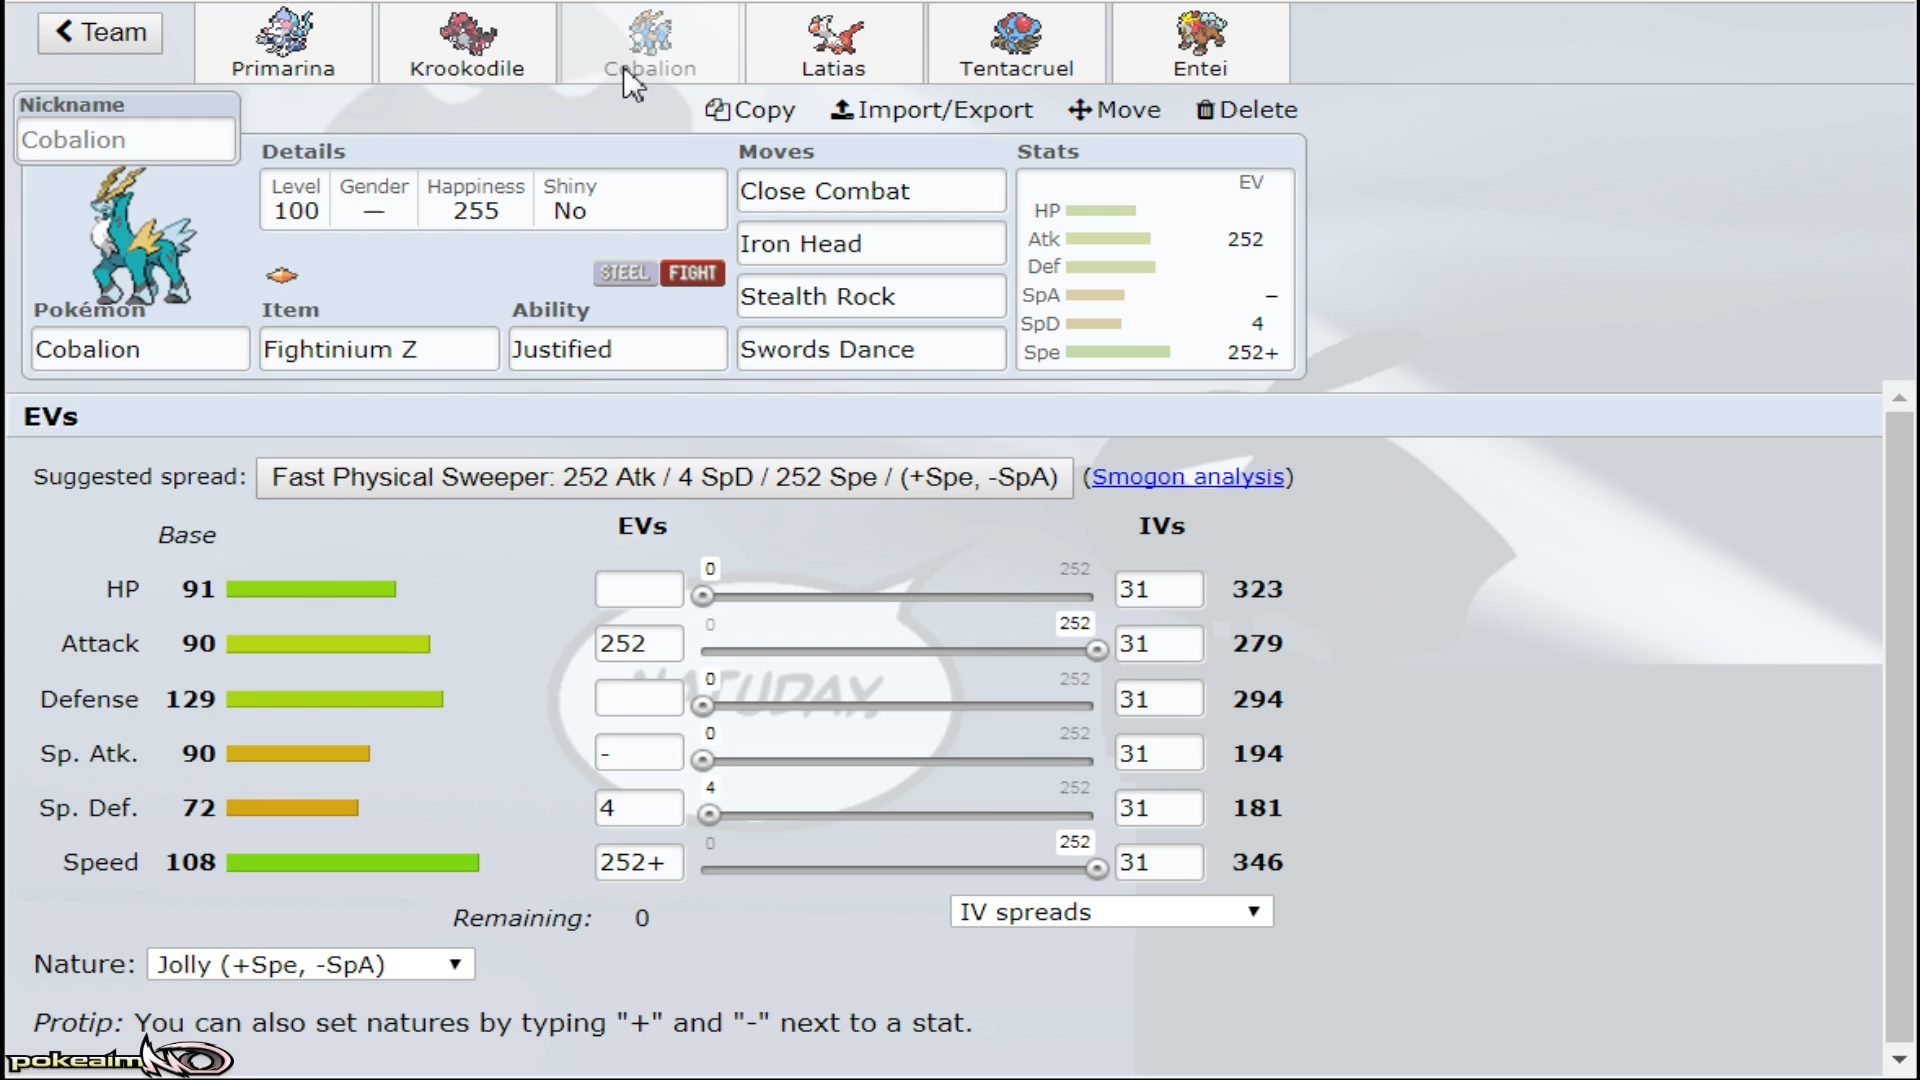 Team
Primarina
Krookodile
Cobalion
Latias
Tentacruel
Entei
Copy
Import/Export
Move
Delete
Nickname
Cobalion
Details
Level
100
Gender
—
Happiness
255
Shiny
No
STEEL
FIGHT
Pokémon
Cobalion
Item
Fightinium Z
Ability
Justified
Moves
Close Combat
Iron Head
Stealth Rock
Swords Dance
Stats
EV
HP
Atk 252
Def
SpA –
SpD 4
Spe 252+
EVs
Suggested spread: Fast Physical Sweeper: 252 Atk / 4 SpD / 252 Spe / (+Spe, -SpA) (Smogon analysis)
Base EVs IVs
HP 91 0 252 31 323
Attack 90 252 0 252 31 279
Defense 129 0 252 31 294
Sp. Atk. 90 - 0 252 31 194
Sp. Def. 72 4 4 252 31 181
Speed 108 252+ 0 252 31 346
Remaining: 0
IV spreads
Nature: Jolly (+Spe, -SpA)
Protip: You can also set natures by typing "+" and "-" next to a stat.
NATUDAY
pokeaimMD